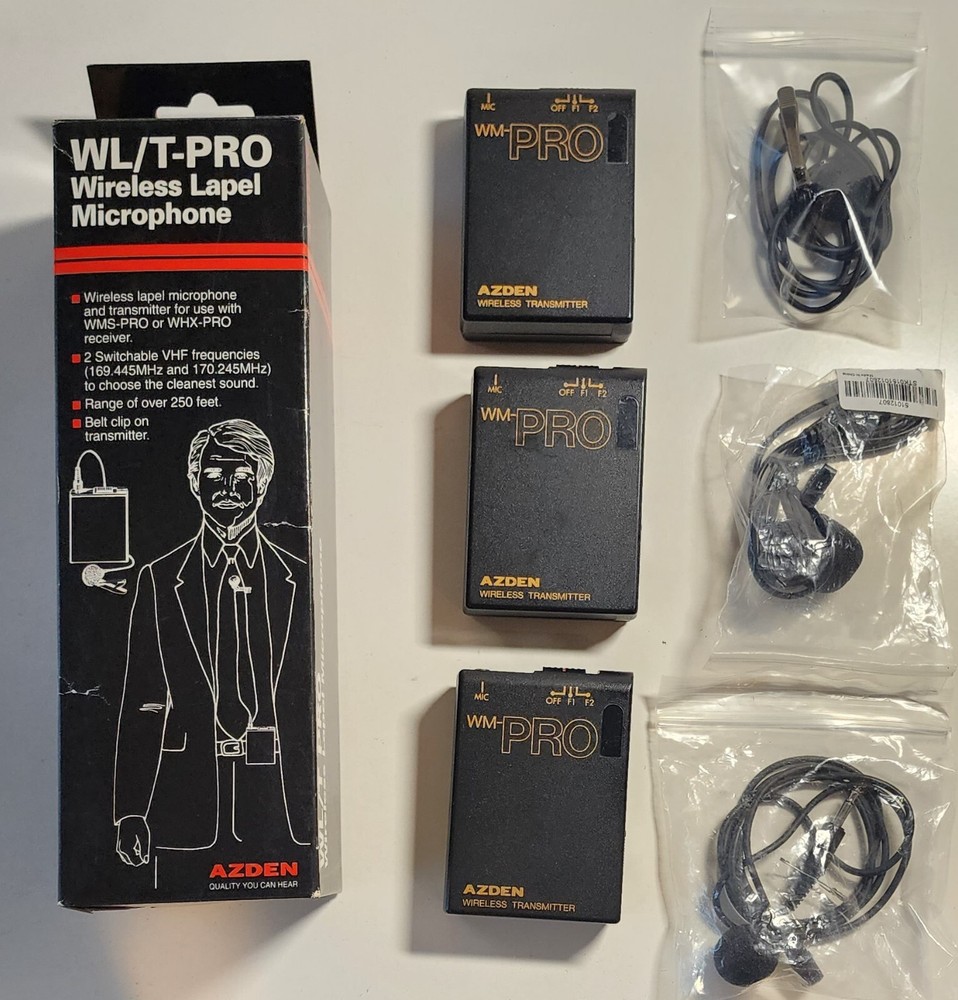 WL/T-PRO
Wireless Lapel
Microphone
Wireless lapel microphone
and transmitter for use with
WMS-PRO or WHX-PRO
receiver.
2 Switchable VHF frequencies
(169.445MHz and 170.245MHz)
to choose the cleanest sound.
Range of over 250 feet.
Belt clip on
transmitter.
AZDEN
QUALITY YOU CAN HEAR
MIC
OFF F1 F2
WM-PRO
AZDEN
WIRELESS TRANSMITTER
MIC
OFF F1 F2
WM-PRO
AZDEN
WIRELESS TRANSMITTER
MIC
OFF F1 F2
WM-PRO
AZDEN
WIRELESS TRANSMITTER